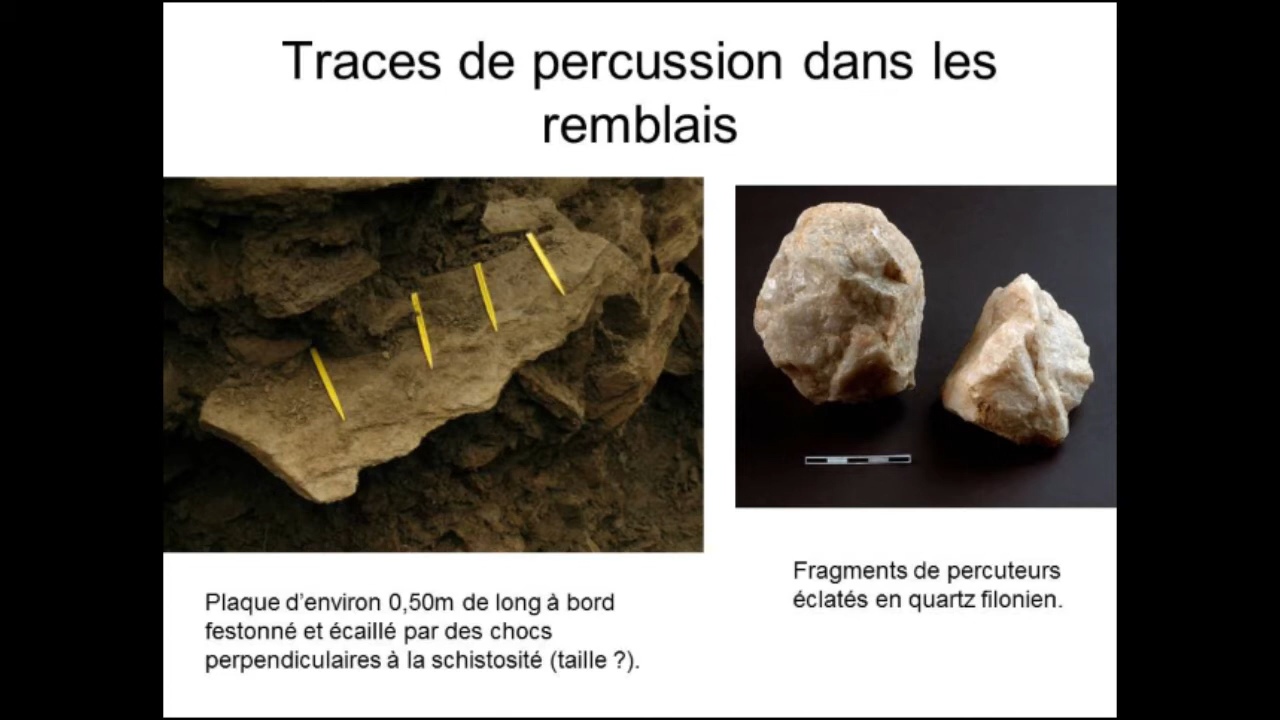 Traces de percussion dans les
remblais
Plaque d’environ 0,50m de long à bord
festonné et écaillé par des chocs
perpendiculaires à la schistosité (taille ?).
Fragments de percuteurs
éclatés en quartz filonien.